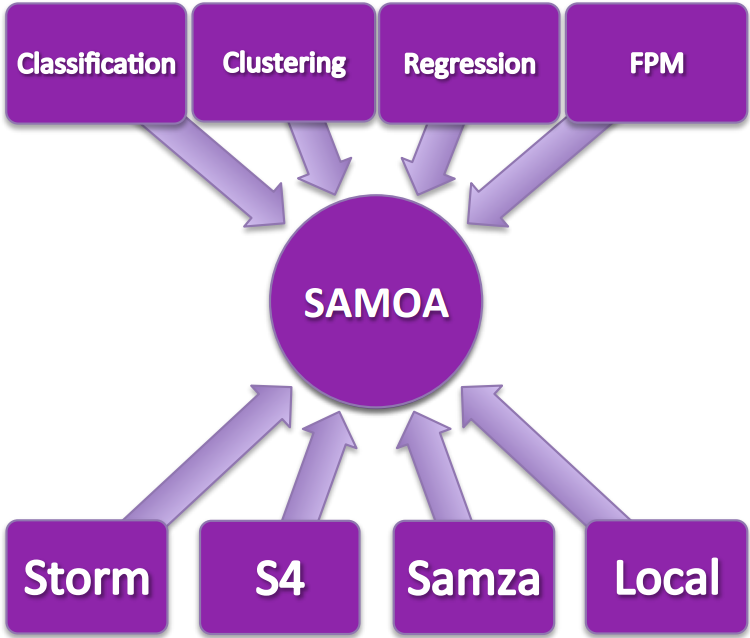 Classification
Clustering
Regression
FPM
SAMOA
Storm
S4
Samza
Local